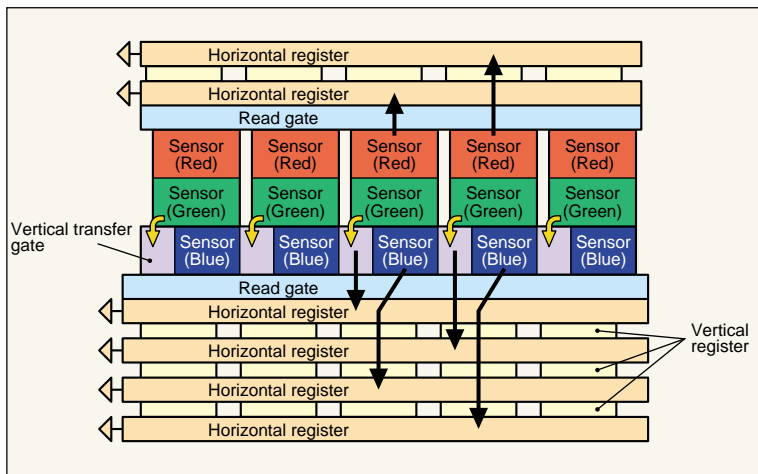 Horizontal register
Horizontal register
Read gate
Sensor
(Red)
Sensor
(Red)
Sensor
(Red)
Sensor
(Red)
Sensor
(Red)
Sensor
(Green)
Sensor
(Green)
Sensor
(Green)
Sensor
(Green)
Sensor
(Green)
Vertical transfer
gate
Sensor
(Blue)
Sensor
(Blue)
Sensor
(Blue)
Sensor
(Blue)
Sensor
(Blue)
Read gate
Horizontal register
Horizontal register
Horizontal register
Horizontal register
Vertical
register